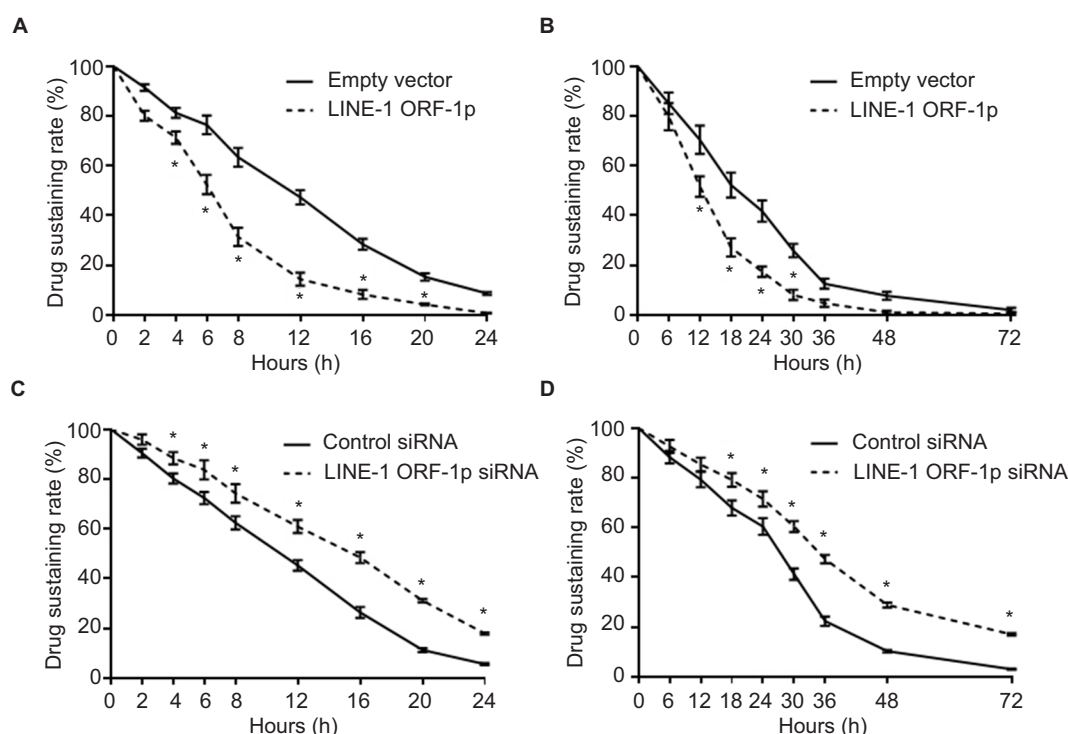 A
Drug sustaining rate (%)
100
80
60
40
20
0
Empty vector
LINE-1 ORF-1p
*
*
*
*
*
*
0 2 4 6 8 12 16 20 24
Hours (h)
B
Drug sustaining rate (%)
100
80
60
40
20
0
Empty vector
LINE-1 ORF-1p
*
*
*
*
0 6 12 18 24 30 36 48 72
Hours (h)
C
Drug sustaining rate (%)
100
80
60
40
20
0
Control siRNA
LINE-1 ORF-1p siRNA
*
*
*
*
*
*
*
0 2 4 6 8 12 16 20 24
Hours (h)
D
Drug sustaining rate (%)
100
80
60
40
20
0
Control siRNA
LINE-1 ORF-1p siRNA
*
*
*
*
*
*
0 6 12 18 24 30 36 48 72
Hours (h)